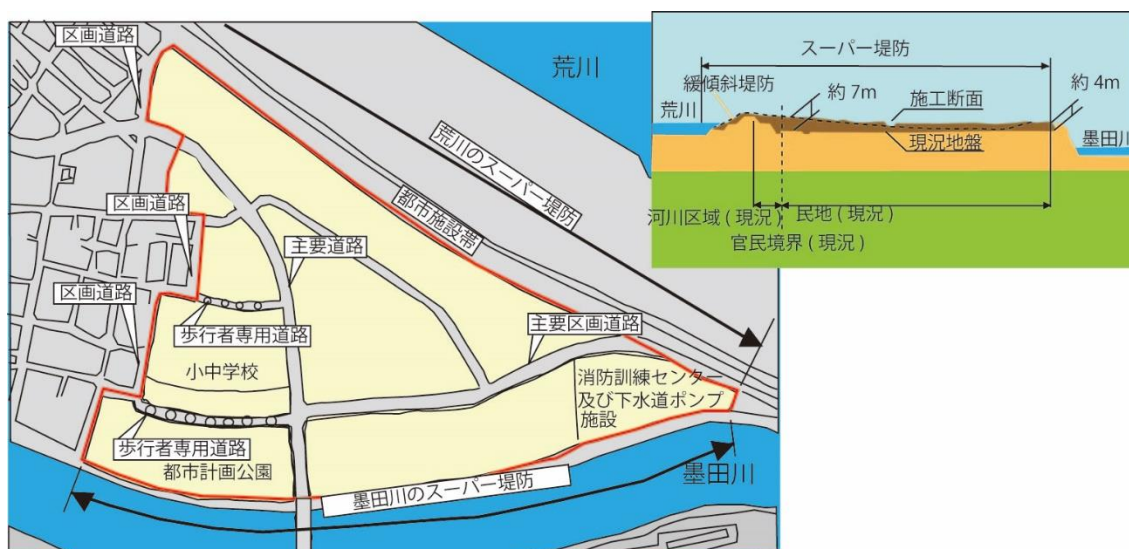 区画道路
荒川
荒川のスーパー堤防
都市施設帯
区画道路
主要道路
区画道路
歩行者専用道路
小中学校
主要区画道路
消防訓練センター
及び下水道ポンプ
施設
歩行者専用道路
都市計画公園
墨田川のスーパー堤防
墨田川
スーパー堤防
緩傾斜堤防
約7m
約4m
荒川
施工断面
現況地盤
墨田川
河川区域(現況)
民地(現況)
官民境界(現況)